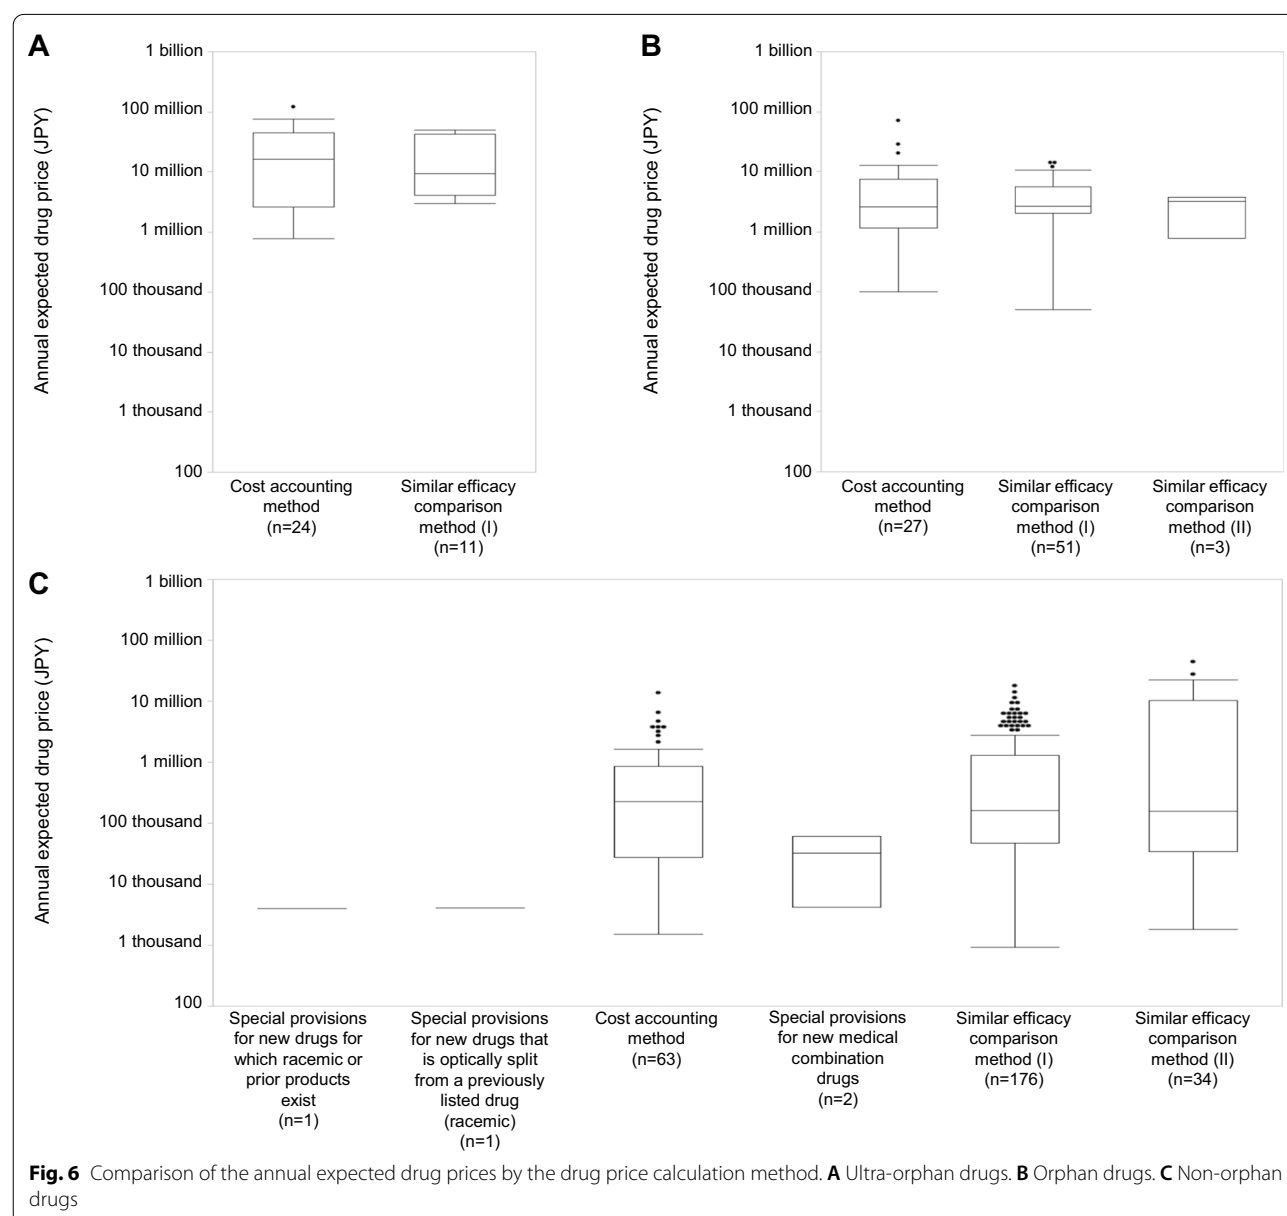 A
Annual expected drug price (JPY)
1 billion
100 million
10 million
1 million
100 thousand
10 thousand
1 thousand
100
Cost accounting
method
(n=24)
Similar efficacy
comparison
method (I)
(n=11)
B
Annual expected drug price (JPY)
1 billion
100 million
10 million
1 million
100 thousand
10 thousand
1 thousand
100
Cost accounting
method
(n=27)
Similar efficacy
comparison
method (I)
(n=51)
Similar efficacy
comparison
method (II)
(n=3)
C
Annual expected drug price (JPY)
1 billion
100 million
10 million
1 million
100 thousand
10 thousand
1 thousand
100
Special provisions
for new drugs for
which racemic or
prior products
exist
(n=1)
Special provisions
for new drugs that
is optically split
from a previously
listed drug
(racemic)
(n=1)
Cost accounting
method
(n=63)
Special provisions
for new medical
combination
drugs
(n=2)
Similar efficacy
comparison
method (I)
(n=176)
Similar efficacy
comparison
method (II)
(n=34)
Fig. 6 Comparison of the annual expected drug prices by the drug price calculation method. A Ultra-orphan drugs. B Orphan drugs. C Non-orphan
drugs